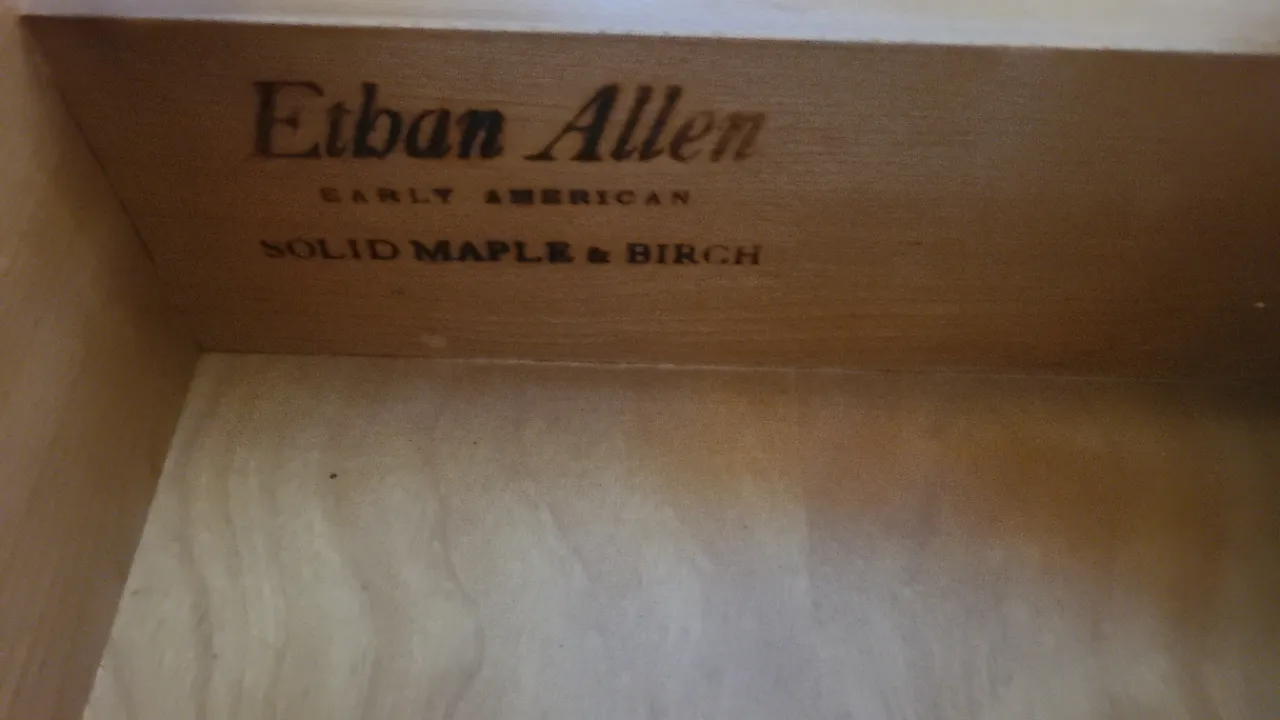 Ethan Allen
EARLY AMERICAN
SOLID MAPLE & BIRCH